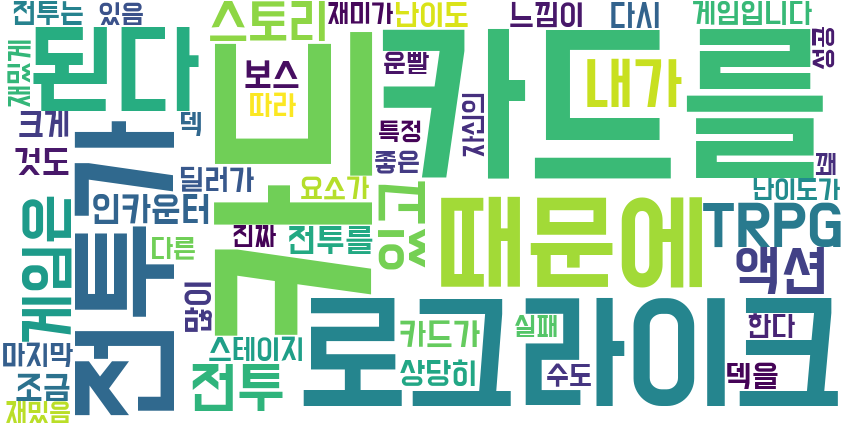 전투는
있음
스토리
재미가
난이도
느낌이
다시
게임입니다
된다
카드
카드를
내가
성공
재밌게
보스
운빨
따라
크게
덱
특정
자신의
것도
좋은
꽤
딜러가
요소가
난이도가
전투가
인카운터
있고
때문에
TRPG
게임은
다른
진짜
전투를
액션
많이
로그라이크
마지막
스테이지
카드가
실패
한다
조금
전투
상당히
수도
덱을
재밌음